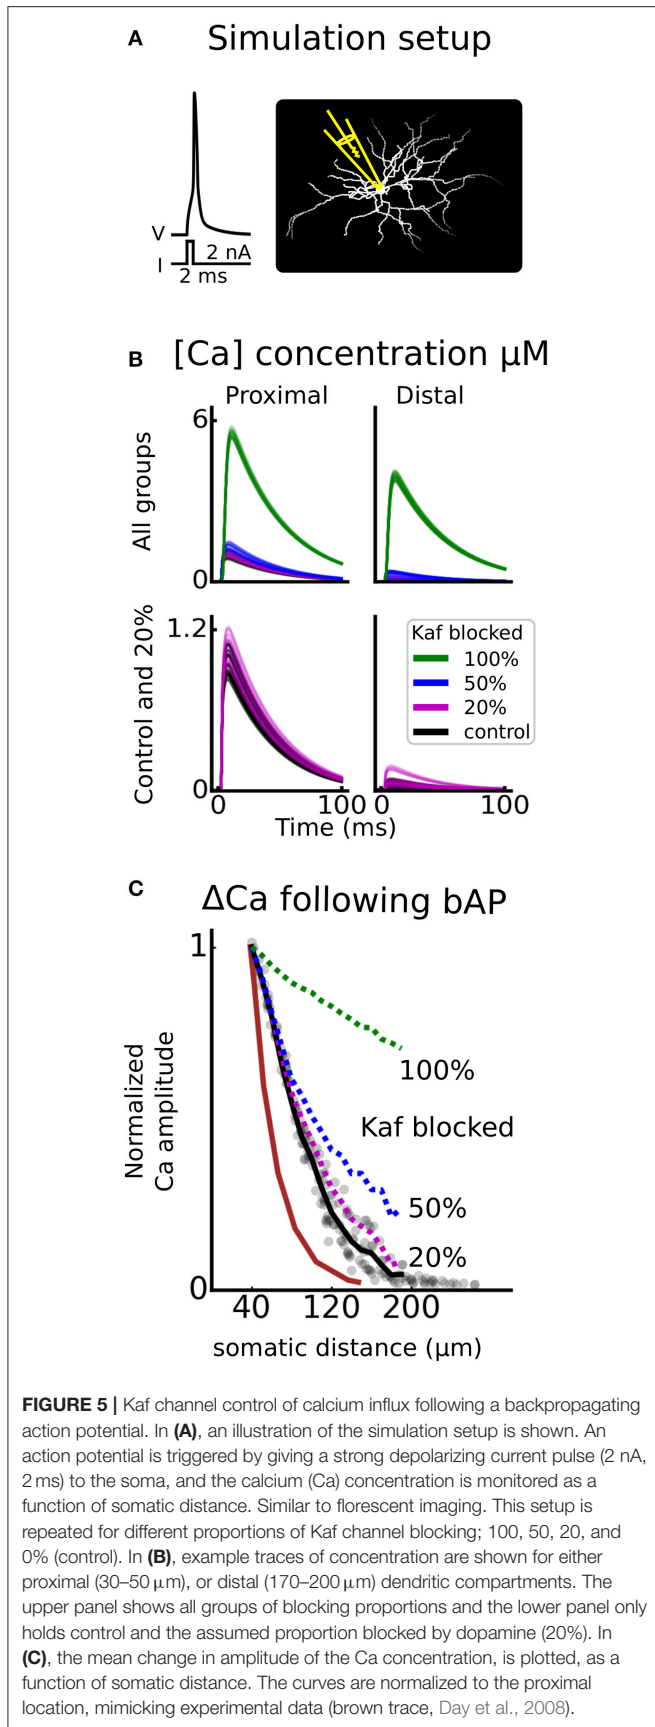 A Simulation setup
V
I 2 nA
2 ms
B [Ca] concentration μM
Proximal Distal
All groups
6
0
Control and 20%
1.2
0
Kaf blocked
100%
50%
20%
control
0 100 0 100
Time (ms)
C ΔCa following bAP
Normalized
Ca amplitude
1
100%
Kaf blocked
50%
20%
0
40 120 200
somatic distance (μm)
FIGURE 5 | Kaf channel control of calcium influx following a backpropagating
action potential. In (A), an illustration of the simulation setup is shown. An
action potential is triggered by giving a strong depolarizing current pulse (2 nA,
2 ms) to the soma, and the calcium (Ca) concentration is monitored as a
function of somatic distance. Similar to florescent imaging. This setup is
repeated for different proportions of Kaf channel blocking; 100, 50, 20, and
0% (control). In (B), example traces of concentration are shown for either
proximal (30–50 μm), or distal (170–200 μm) dendritic compartments. The
upper panel shows all groups of blocking proportions and the lower panel only
holds control and the assumed proportion blocked by dopamine (20%). In
(C), the mean change in amplitude of the Ca concentration, is plotted, as a
function of somatic distance. The curves are normalized to the proximal
location, mimicking experimental data (brown trace, Day et al., 2008).